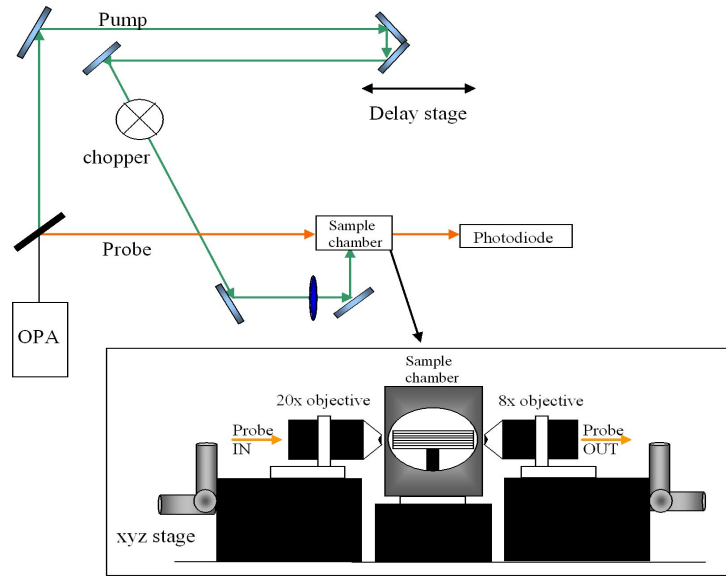 Pump
Delay stage
chopper
Probe
Sample
chamber
Photodiode
OPA
Sample
chamber
20x objective
8x objective
Probe
IN
Probe
OUT
xyz stage